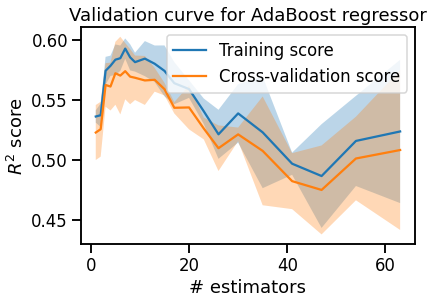 Validation curve for AdaBoost regressor
Training score
Cross-validation score
0.60
0.55
0.50
0.45
R² score
0
20
40
60
# estimators